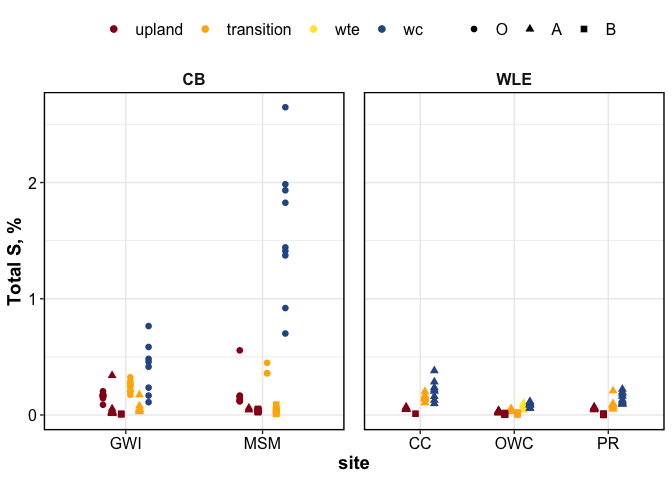 upland transition wte wc O A B
CB WLE
Total S, %
2
1
0
GWI MSM CC OWC PR
site